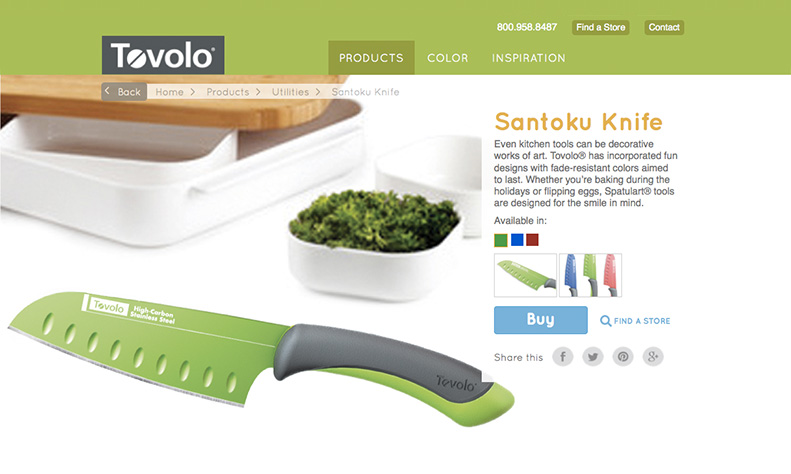 800.958.8487 Find a Store Contact
Tovolo®
PRODUCTS COLOR INSPIRATION
Back Home > Products > Utilities > Santoku Knife
Santoku Knife
Even kitchen tools can be decorative
works of art. Tovolo® has incorporated fun
designs with fade-resistant colors aimed
to last. Whether you're baking during the
holidays or flipping eggs, Spatulart® tools
are designed for the smile in mind.
Available in:
Buy
FIND A STORE
Share this
Tovolo
High-Carbon
Stainless Steel
Tovolo